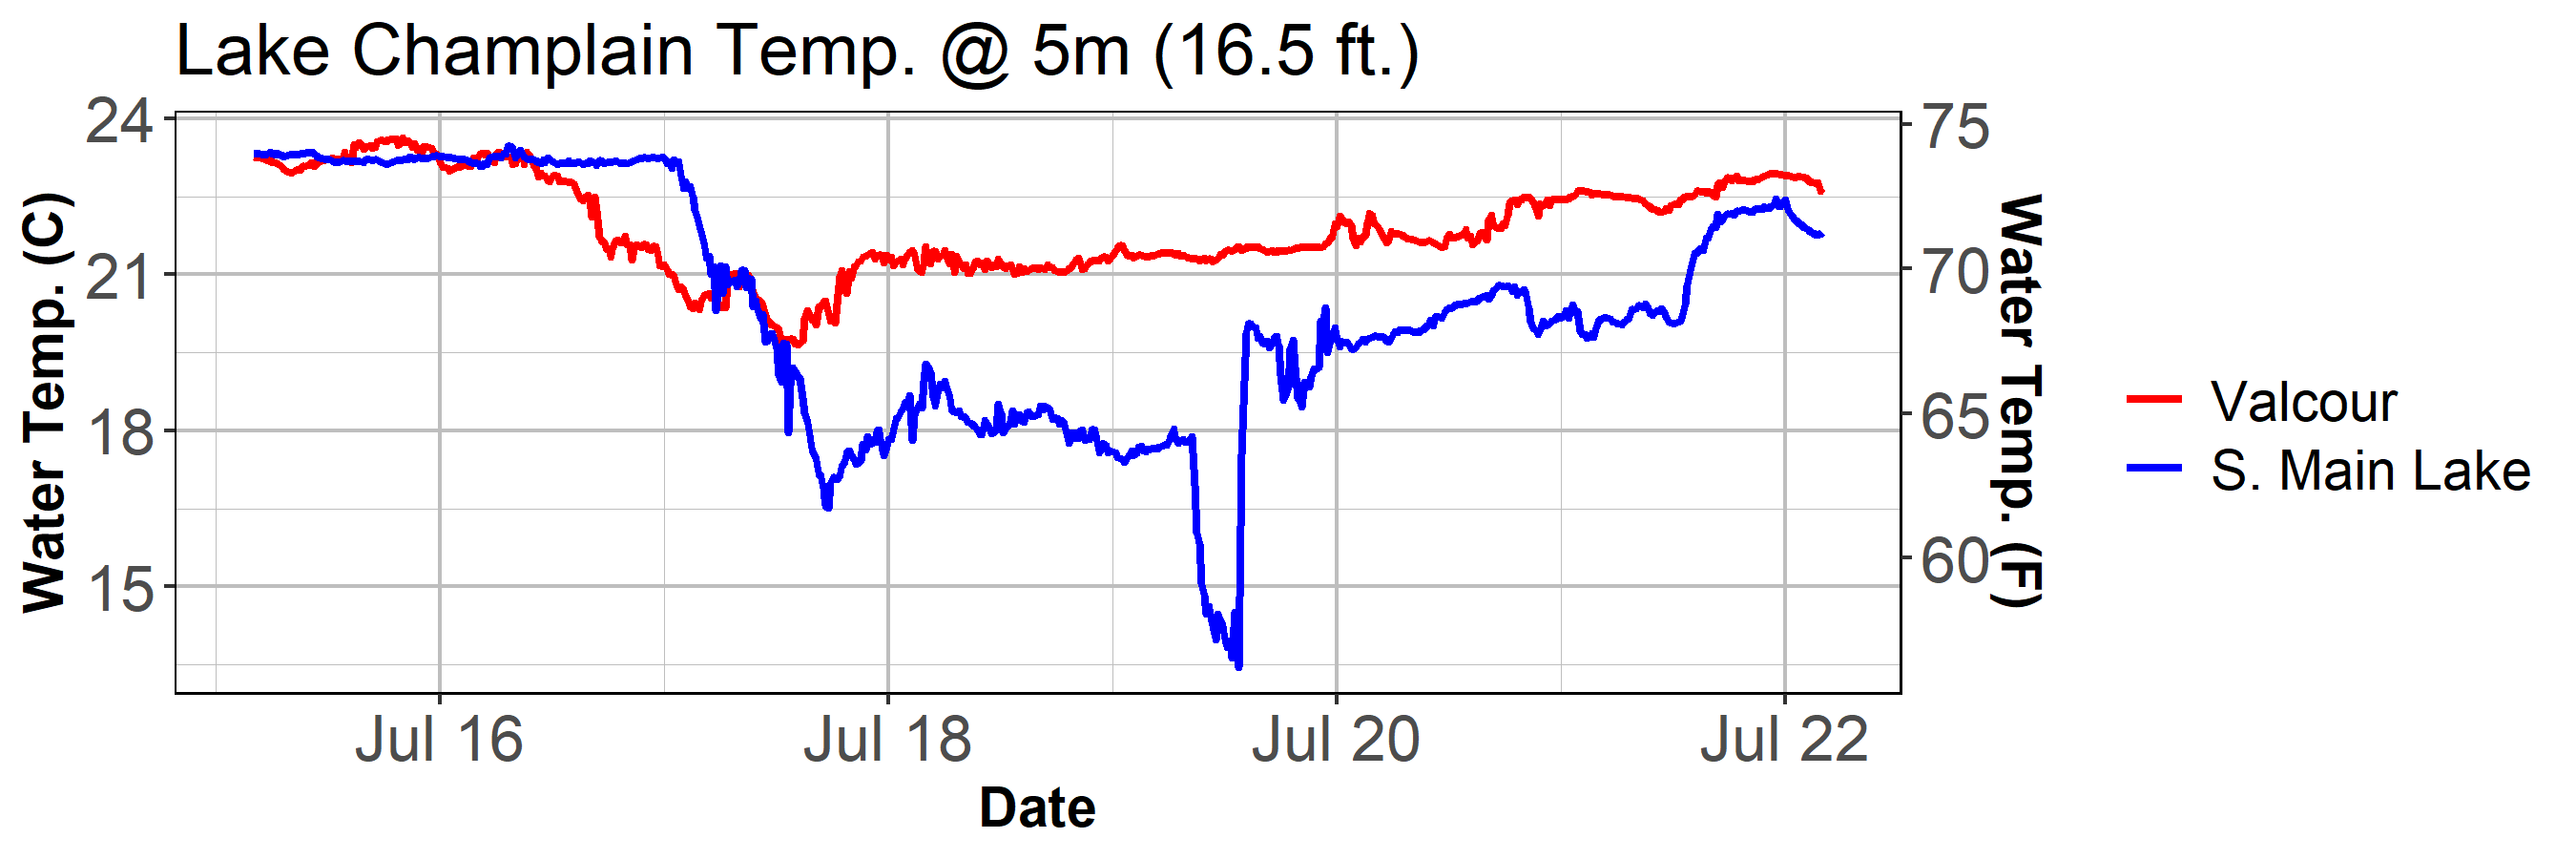 Lake Champlain Temp. @ 5m (16.5 ft.)
Water Temp. (C)
24
21
18
15
75
70
65
60
Water Temp. (F)
Jul 16
Jul 18
Jul 20
Jul 22
Date
Valcour
S. Main Lake